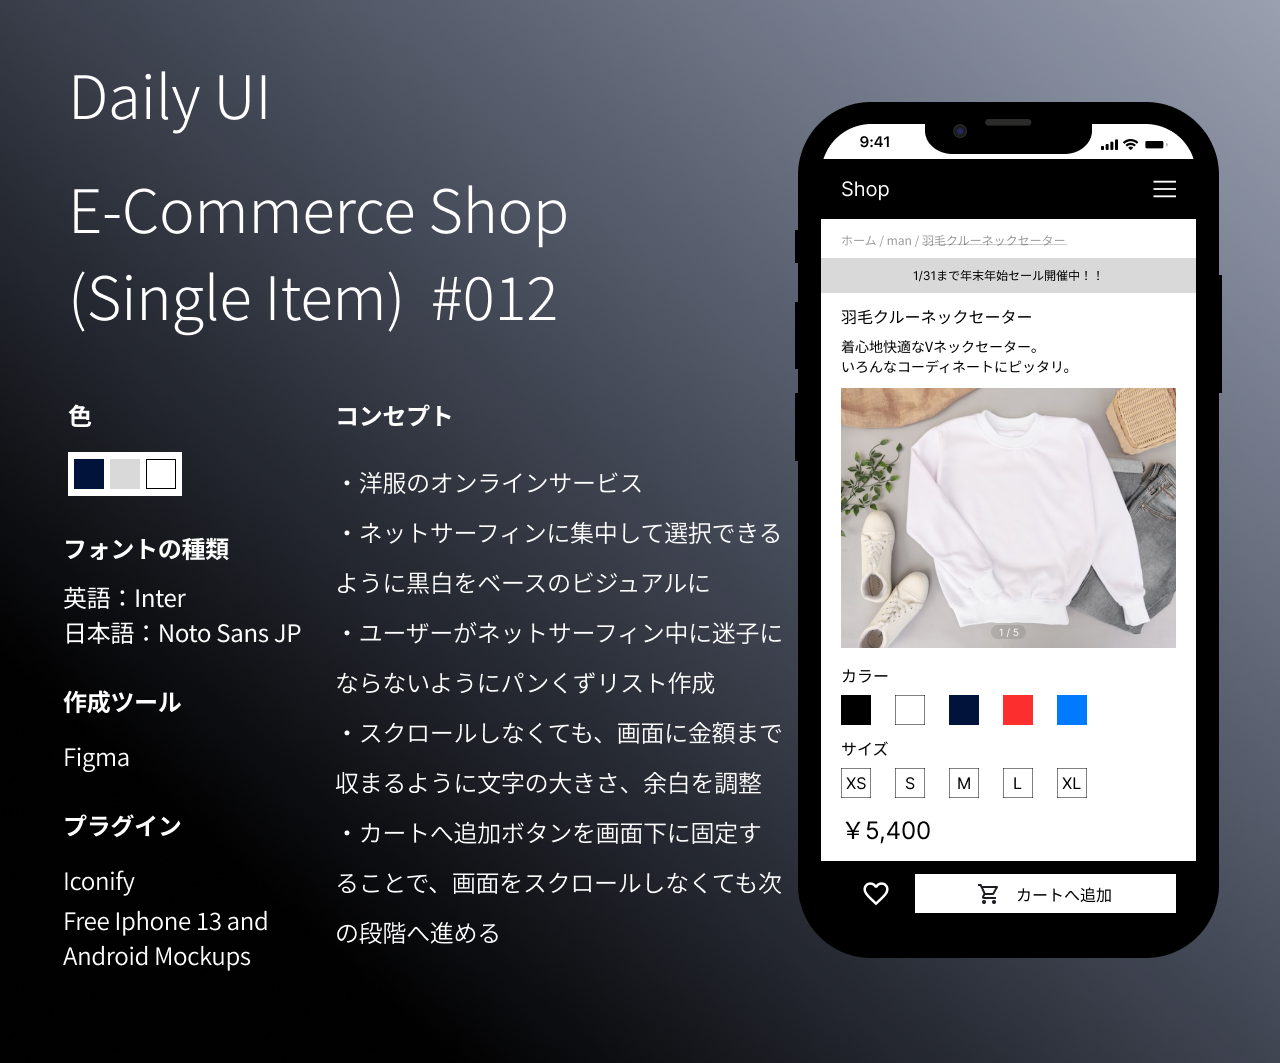 Daily UI
E-Commerce Shop
(Single Item) #012
色
フォントの種類
英語：Inter
日本語：Noto Sans JP
作成ツール
Figma
プラグイン
Iconify
Free Iphone 13 and
Android Mockups
コンセプト
・洋服のオンラインサービス
・ネットサーフィンに集中して選択できる
ように黒白をベースのビジュアルに
・ユーザーがネットサーフィン中に迷子に
ならないようにパンくずリスト作成
・スクロールしなくても、画面に金額まで
収まるように文字の大きさ、余白を調整
・カートへ追加ボタンを画面下に固定す
ることで、画面をスクロールしなくても次
の段階へ進める
9:41
Shop
ホーム / man / 羽毛クルーネックセーター
1/31まで年末年始セール開催中！！
羽毛クルーネックセーター
着心地快適なVネックセーター。
いろんなコーディネートにピッタリ。
1 / 5
カラー
サイズ
XS S M L XL
￥5,400
カートへ追加